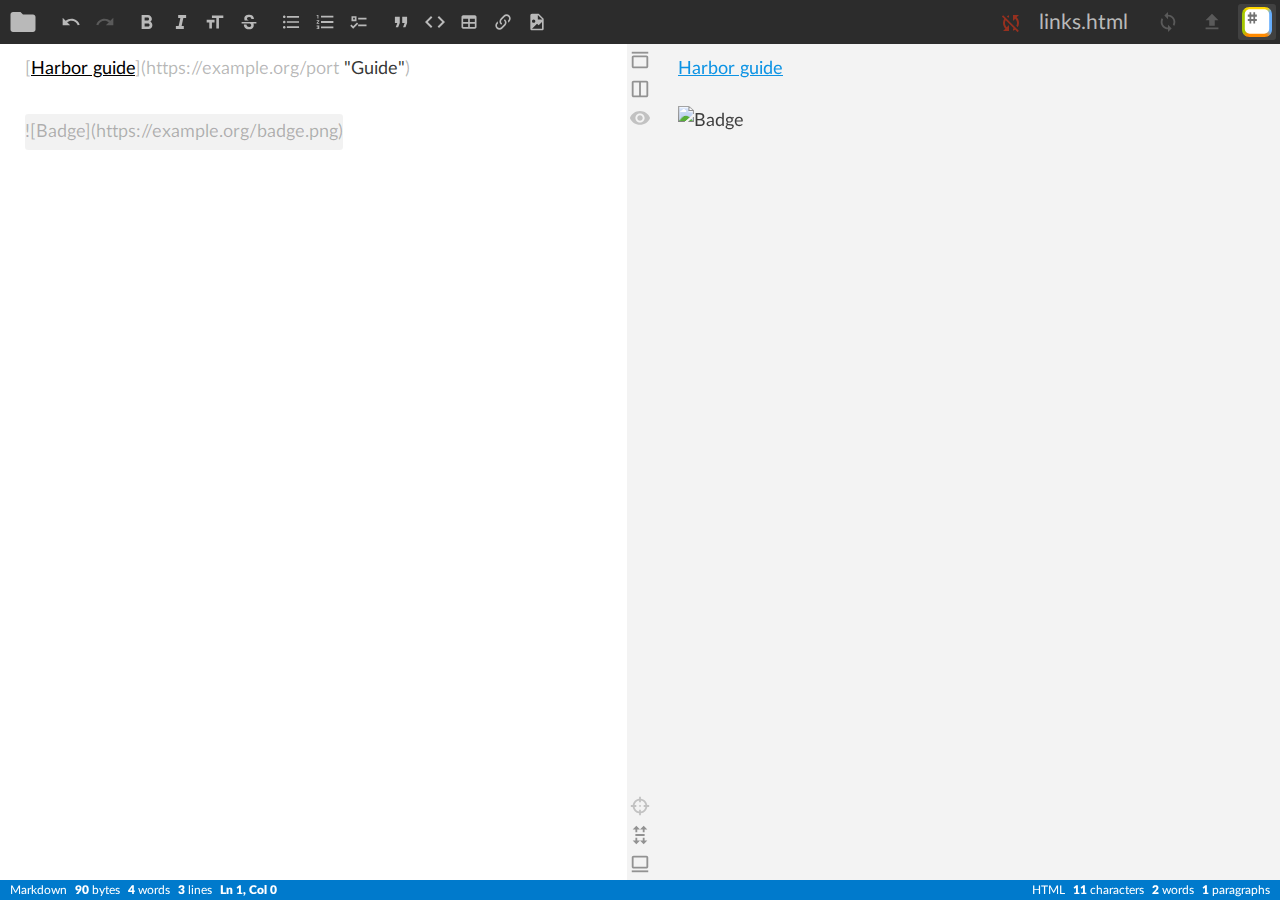 links.html
[Harbor guide](https://example.org/port "Guide")
![Badge](https://example.org/badge.png)
Harbor guide
Badge
Markdown 90 bytes 4 words 3 lines Ln 1, Col 0
HTML 11 characters 2 words 1 paragraphs